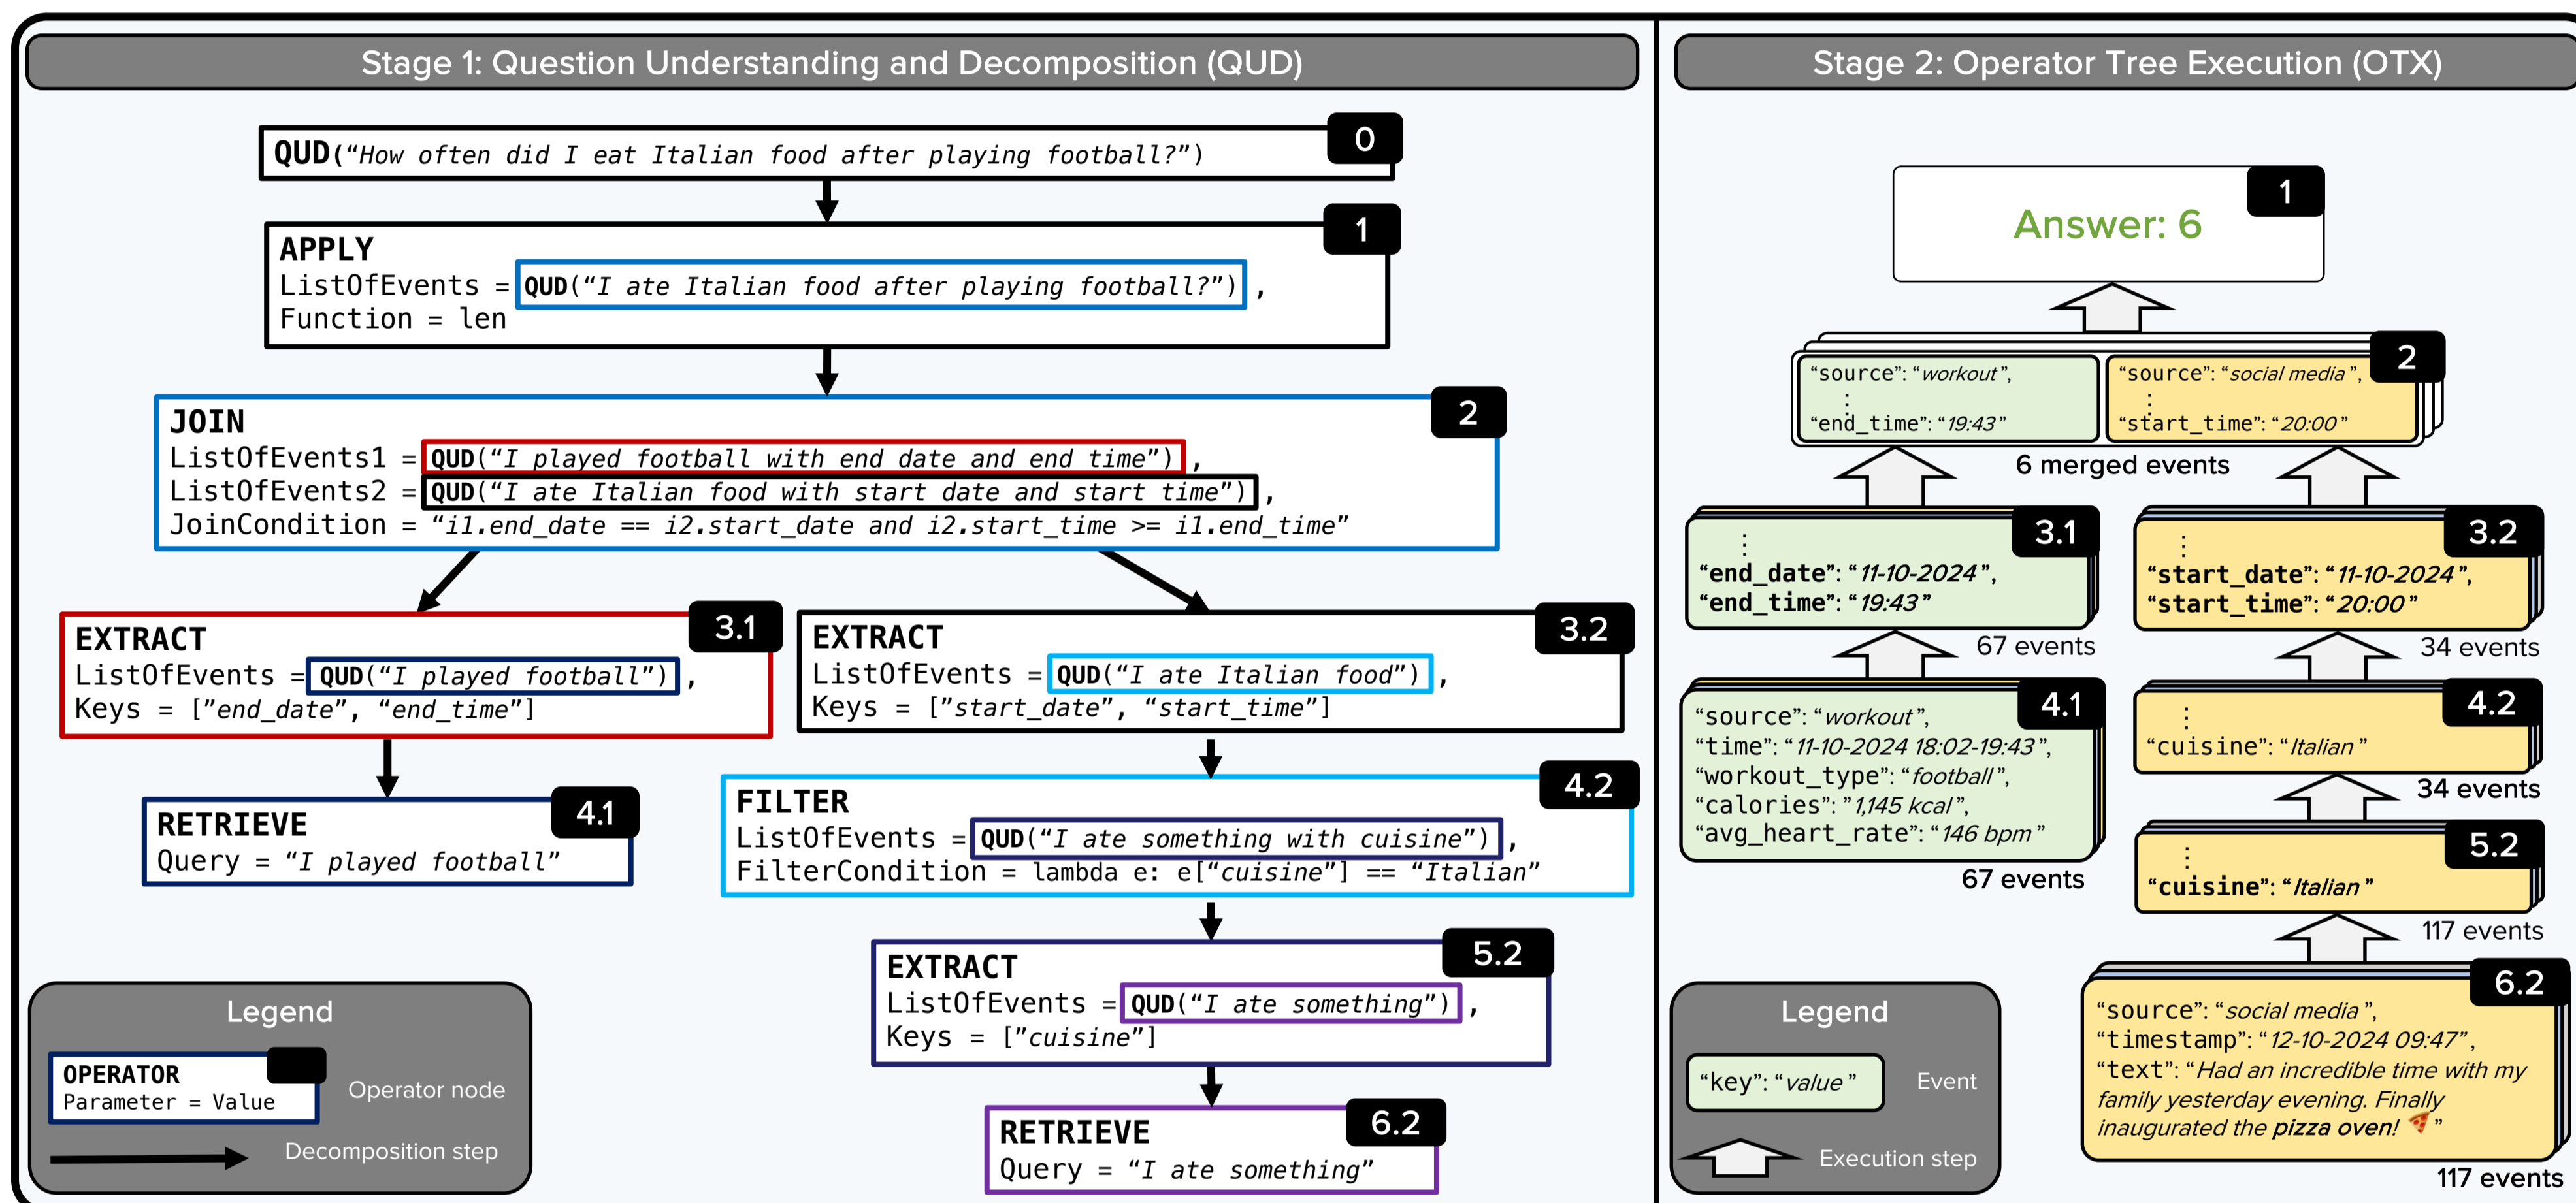 Stage 1: Question Understanding and Decomposition (QUD)
0
QUD(“How often did I eat Italian food after playing football?”)
1
APPLY
ListOfEvents = QUD(“I ate Italian food after playing football?”) ,
Function = len
2
JOIN
ListOfEvents1 = QUD(“I played football with end date and end time”) ,
ListOfEvents2 = QUD(“I ate Italian food with start date and start time”) ,
JoinCondition = “i1.end_date == i2.start_date and i2.start_time >= i1.end_time”
3.1
EXTRACT
ListOfEvents = QUD(“I played football”) ,
Keys = [”end_date”, “end_time”]
3.2
EXTRACT
ListOfEvents = QUD(“I ate Italian food”) ,
Keys = [”start_date”, “start_time”]
4.1
RETRIEVE
Query = “I played football”
4.2
FILTER
ListOfEvents = QUD(“I ate something with cuisine”) ,
FilterCondition = lambda e: e[“cuisine”] == “Italian”
5.2
EXTRACT
ListOfEvents = QUD(“I ate something”) ,
Keys = [”cuisine”]
6.2
RETRIEVE
Query = “I ate something”
Legend
OPERATOR
Parameter = Value
Operator node
Decomposition step
Stage 2: Operator Tree Execution (OTX)
1
Answer: 6
2
“source”: “workout”,
⋮
“end_time”: “19:43”
“source”: “social media”,
⋮
“start_time”: “20:00”
6 merged events
3.1
⋮
“end_date”: “11-10-2024”,
“end_time”: “19:43”
67 events
3.2
⋮
“start_date”: “11-10-2024”,
“start_time”: “20:00”
34 events
4.1
“source”: “workout”,
“time”: “11-10-2024 18:02-19:43”,
“workout_type”: “football”,
“calories”: “1,145 kcal”,
“avg_heart_rate”: “146 bpm”
67 events
4.2
⋮
“cuisine”: “Italian”
34 events
5.2
⋮
“cuisine”: “Italian”
117 events
6.2
“source”: “social media”,
“timestamp”: “12-10-2024 09:47”,
“text”: “Had an incredible time with my
family yesterday evening. Finally
inaugurated the pizza oven! 🍕”
117 events
Legend
“key”: “value”
Event
Execution step